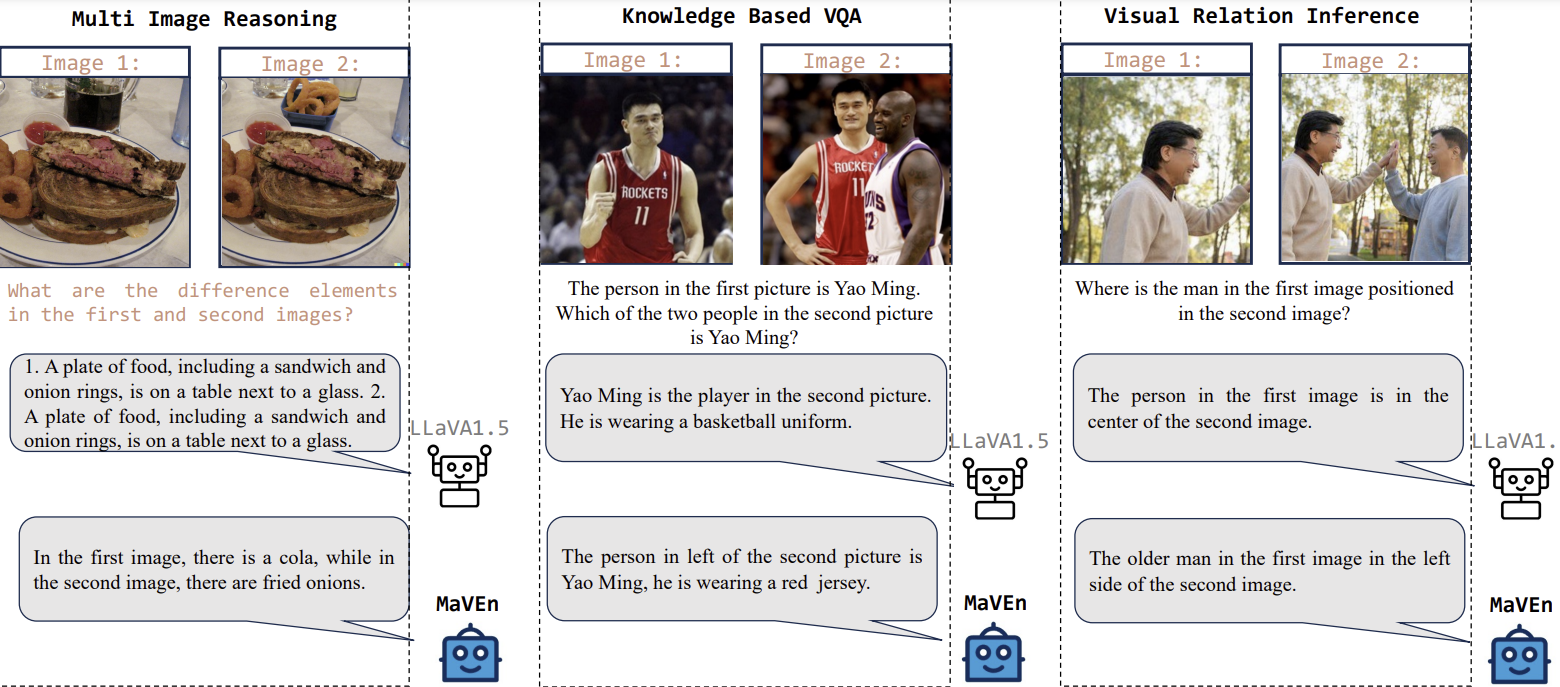 Multi Image Reasoning
Image 1:
Image 2:
What are the difference elements
in the first and second images?
1. A plate of food, including a sandwich and
onion rings, is on a table next to a glass. 2.
A plate of food, including a sandwich and
onion rings, is on a table next to a glass.
LLaVA1.5
In the first image, there is a cola, while in
the second image, there are fried onions.
MaVEn
Knowledge Based VQA
Image 1:
Image 2:
ROCKETS
11
ROCKET
11
UNS
2
The person in the first picture is Yao Ming.
Which of the two people in the second picture
is Yao Ming?
Yao Ming is the player in the second picture.
He is wearing a basketball uniform.
LLaVA1.5
The person in left of the second picture is
Yao Ming, he is wearing a red jersey.
MaVEn
Visual Relation Inference
Image 1:
Image 2:
Where is the man in the first image positioned
in the second image?
The person in the first image is in the
center of the second image.
LLaVA1.
The older man in the first image in the left
side of the second image.
MaVEn